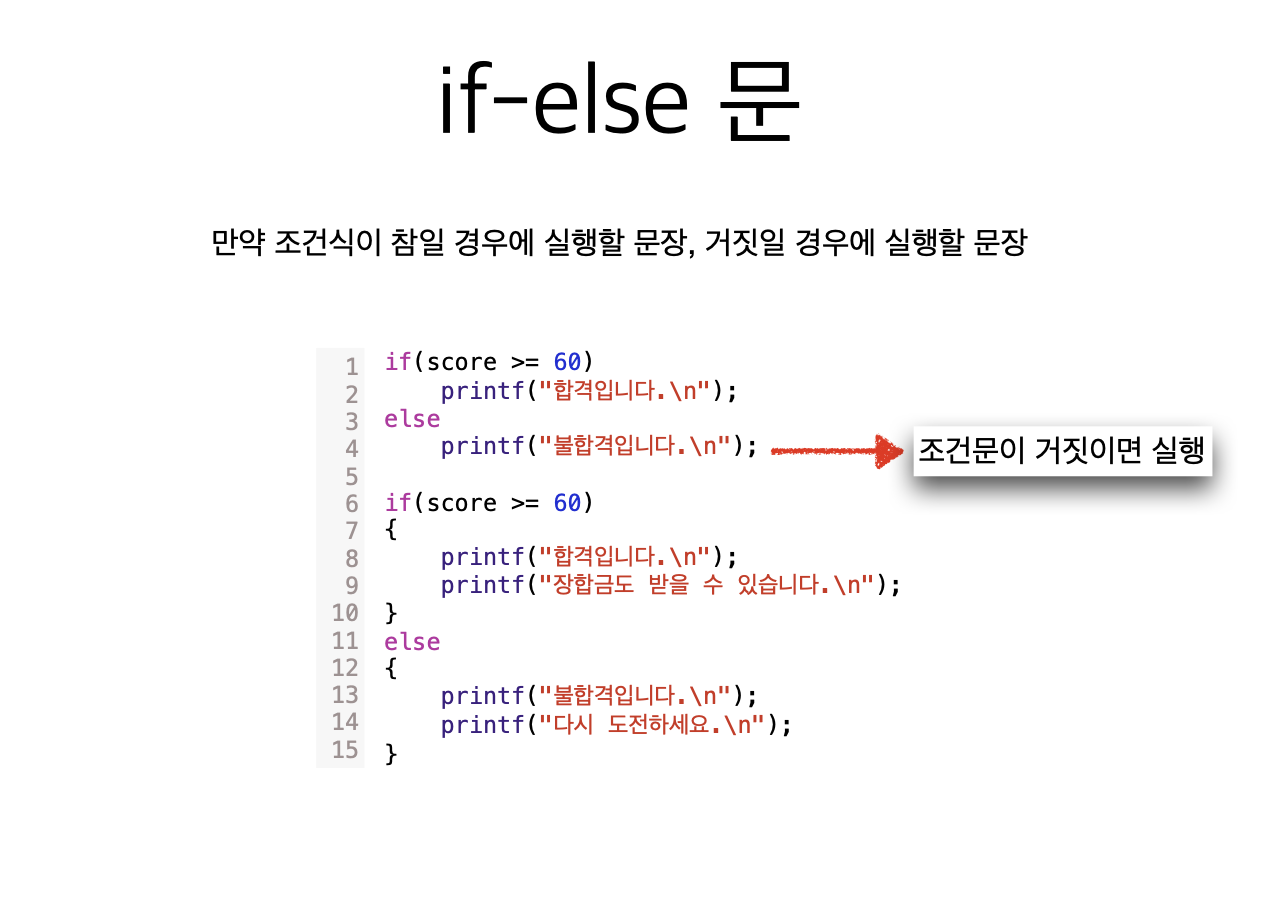 if-else 문
만약 조건식이 참일 경우에 실행할 문장, 거짓일 경우에 실행할 문장
1 if(score >= 60)
2     printf("합격입니다.\n");
3 else
4     printf("불합격입니다.\n"); 조건문이 거짓이면 실행
5
6 if(score >= 60)
7 {
8     printf("합격입니다.\n");
9     printf("장합금도 받을 수 있습니다.\n");
10 }
11 else
12 {
13     printf("불합격입니다.\n");
14     printf("다시 도전하세요.\n");
15 }